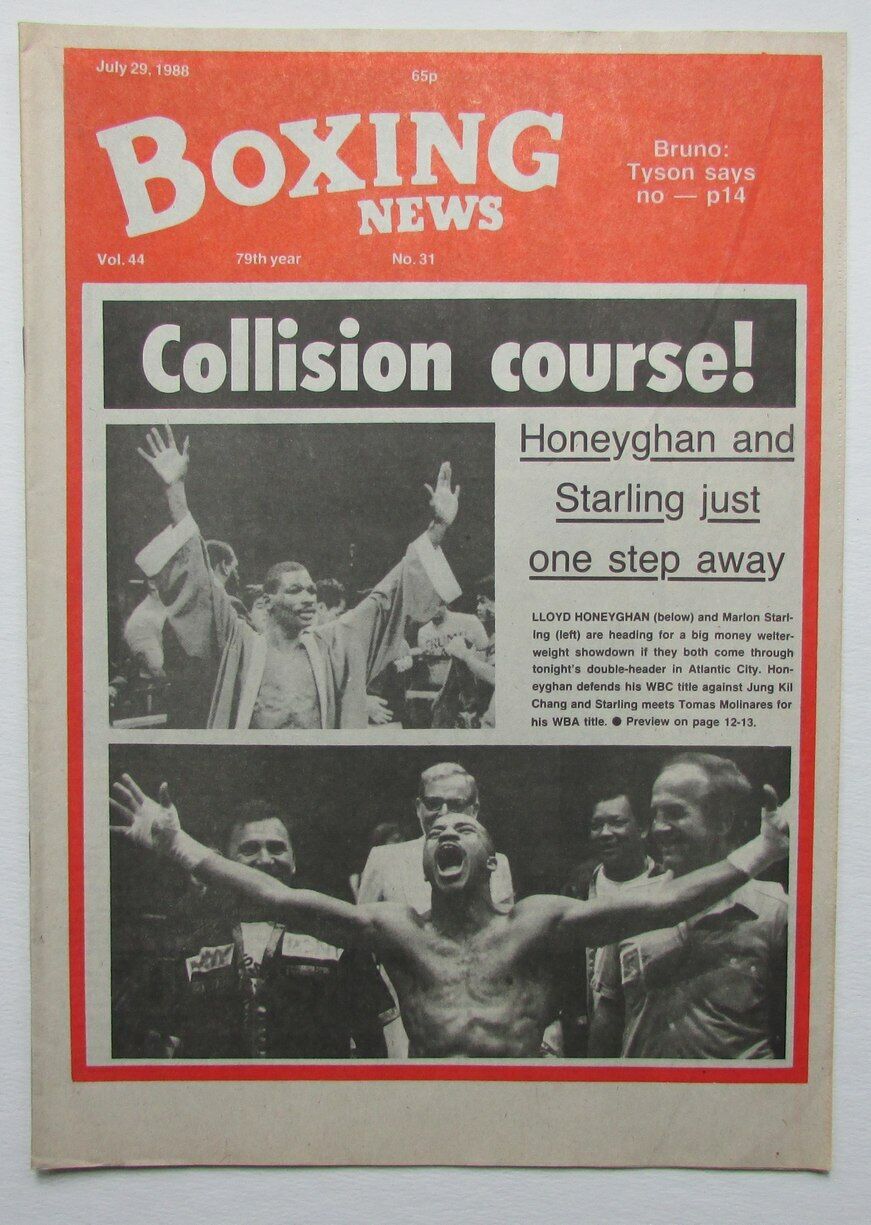 July 29, 1988
65p
BOXING
NEWS
Bruno:
Tyson says
no — p14
Vol. 44
79th year
No. 31
Collision course!
Honeyghan and
Starling just
one step away
LLOYD HONEYGHAN (below) and Marlon Starl-
ing (left) are heading for a big money welter-
weight showdown if they both come through
tonight's double-header in Atlantic City. Hon-
eyghan defends his WBC title against Jung Kil
Chang and Starling meets Tomas Molinares for
his WBA title. ● Preview on page 12-13.